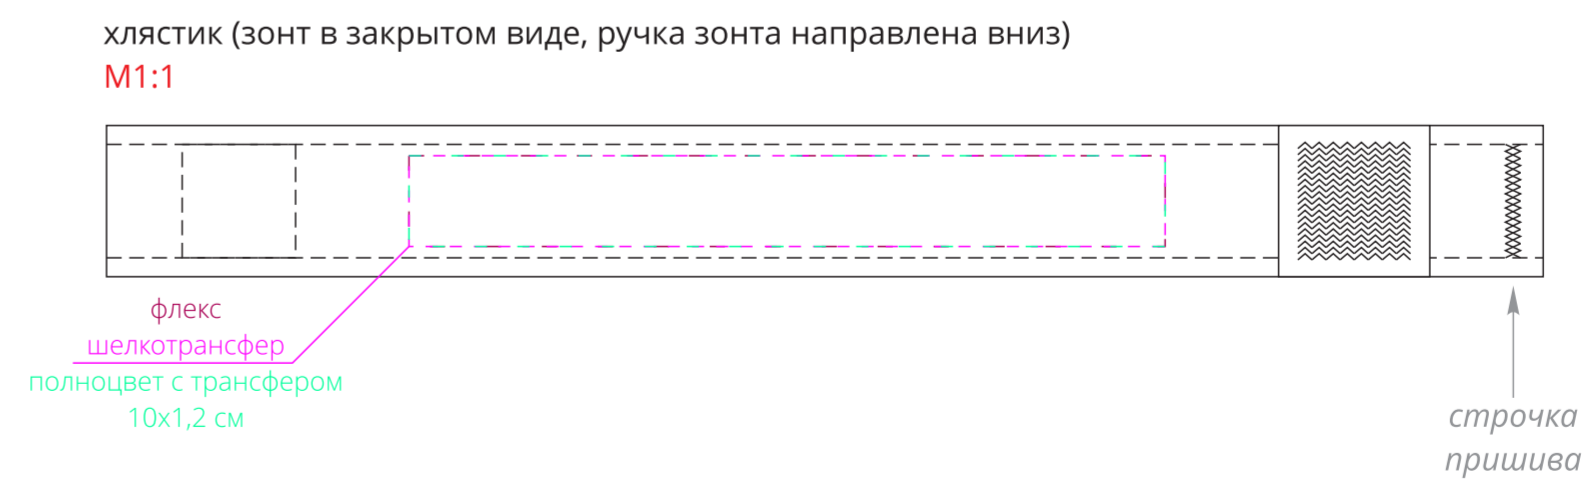 хлястик (зонт в закрытом виде, ручка зонта направлена вниз)
М1:1
флекс
шелкотрансфер
полноцвет с трансфером
10х1,2 см
строчка
пришива